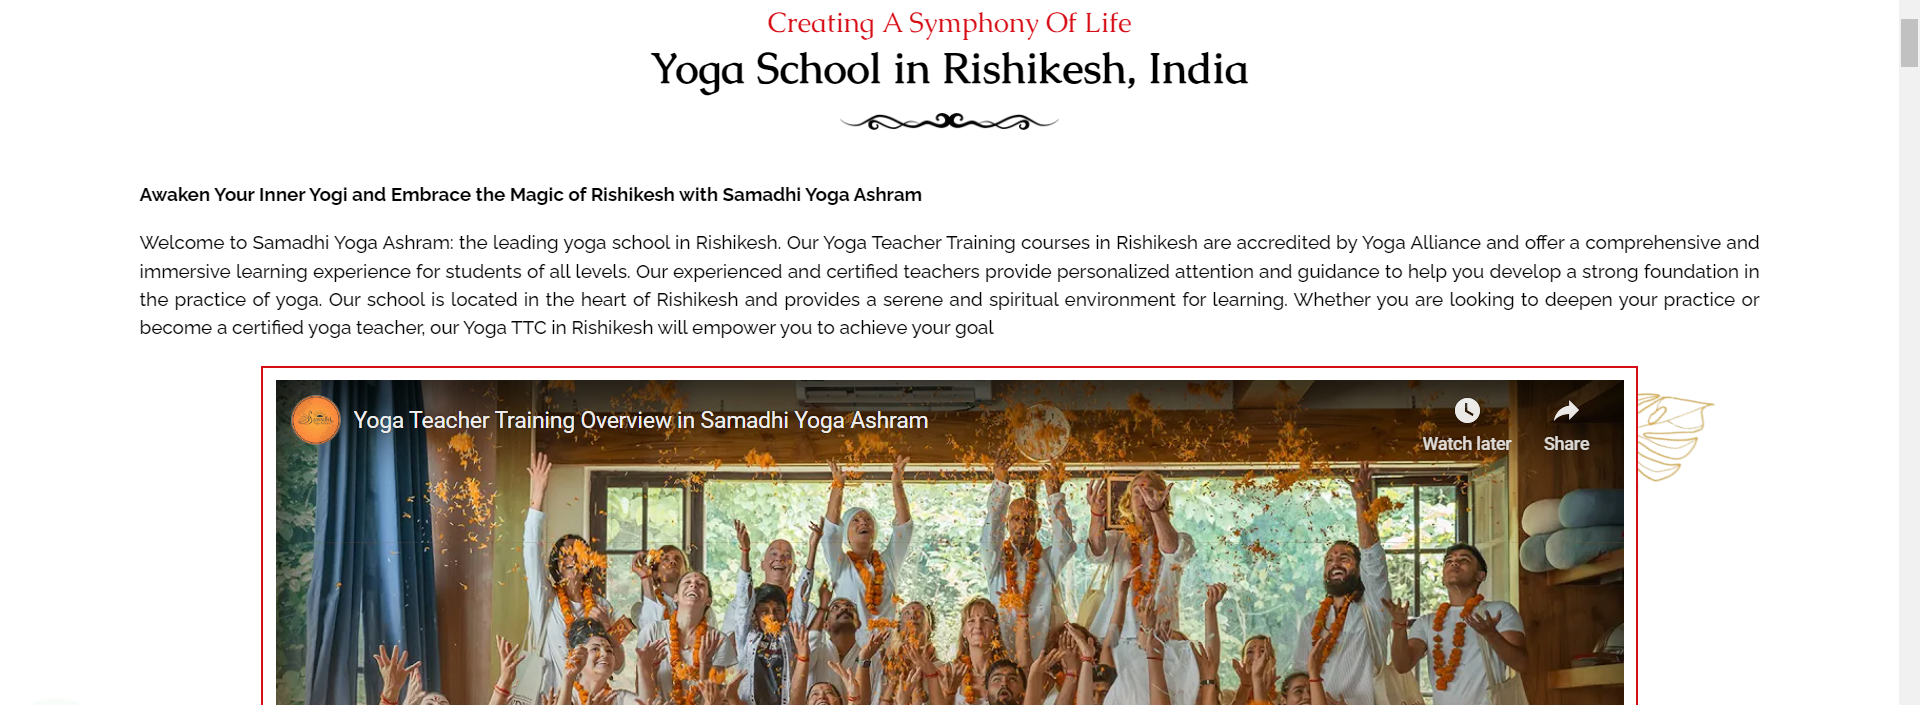 Creating A Symphony Of Life
Yoga School in Rishikesh, India
Awaken Your Inner Yogi and Embrace the Magic of Rishikesh with Samadhi Yoga Ashram
Welcome to Samadhi Yoga Ashram: the leading yoga school in Rishikesh. Our Yoga Teacher Training courses in Rishikesh are accredited by Yoga Alliance and offer a comprehensive and
immersive learning experience for students of all levels. Our experienced and certified teachers provide personalized attention and guidance to help you develop a strong foundation in
the practice of yoga. Our school is located in the heart of Rishikesh and provides a serene and spiritual environment for learning. Whether you are looking to deepen your practice or
become a certified yoga teacher, our Yoga TTC in Rishikesh will empower you to achieve your goal
Yoga Teacher Training Overview in Samadhi Yoga Ashram
Watch later
Share